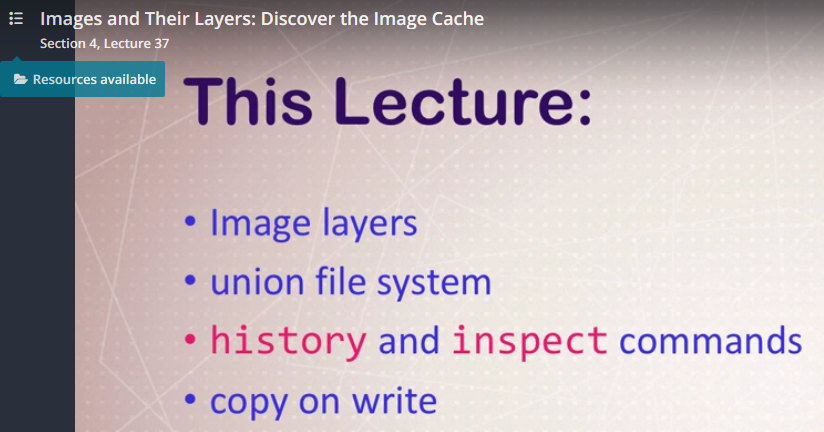 Images and Their Layers: Discover the Image Cache
Section 4, Lecture 37
Resources available
This Lecture:
• Image layers
• union file system
• history and inspect commands
• copy on write